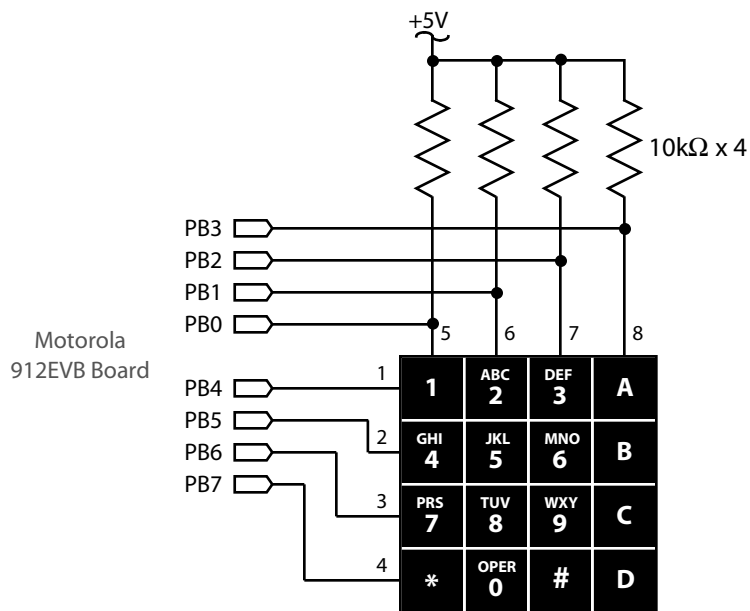 +5V
10kΩ x 4
PB3
PB2
PB1
PB0
5 6 7 8
Motorola
912EVB Board
PB4
PB5
PB6
PB7
1
2
3
4
1
ABC
2
DEF
3
A
GHI
4
JKL
5
MNO
6
B
PRS
7
TUV
8
WXY
9
C
*
OPER
0
#
D